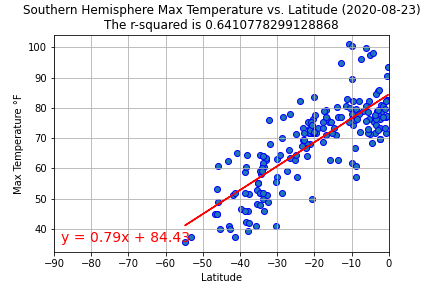 Southern Hemisphere Max Temperature vs. Latitude (2020-08-23)
The r-squared is 0.6410778299128868
Max Temperature °F
100
90
80
70
60
50
40
y = 0.79x + 84.43
−90 −80 −70 −60 −50 −40 −30 −20 −10 0
Latitude